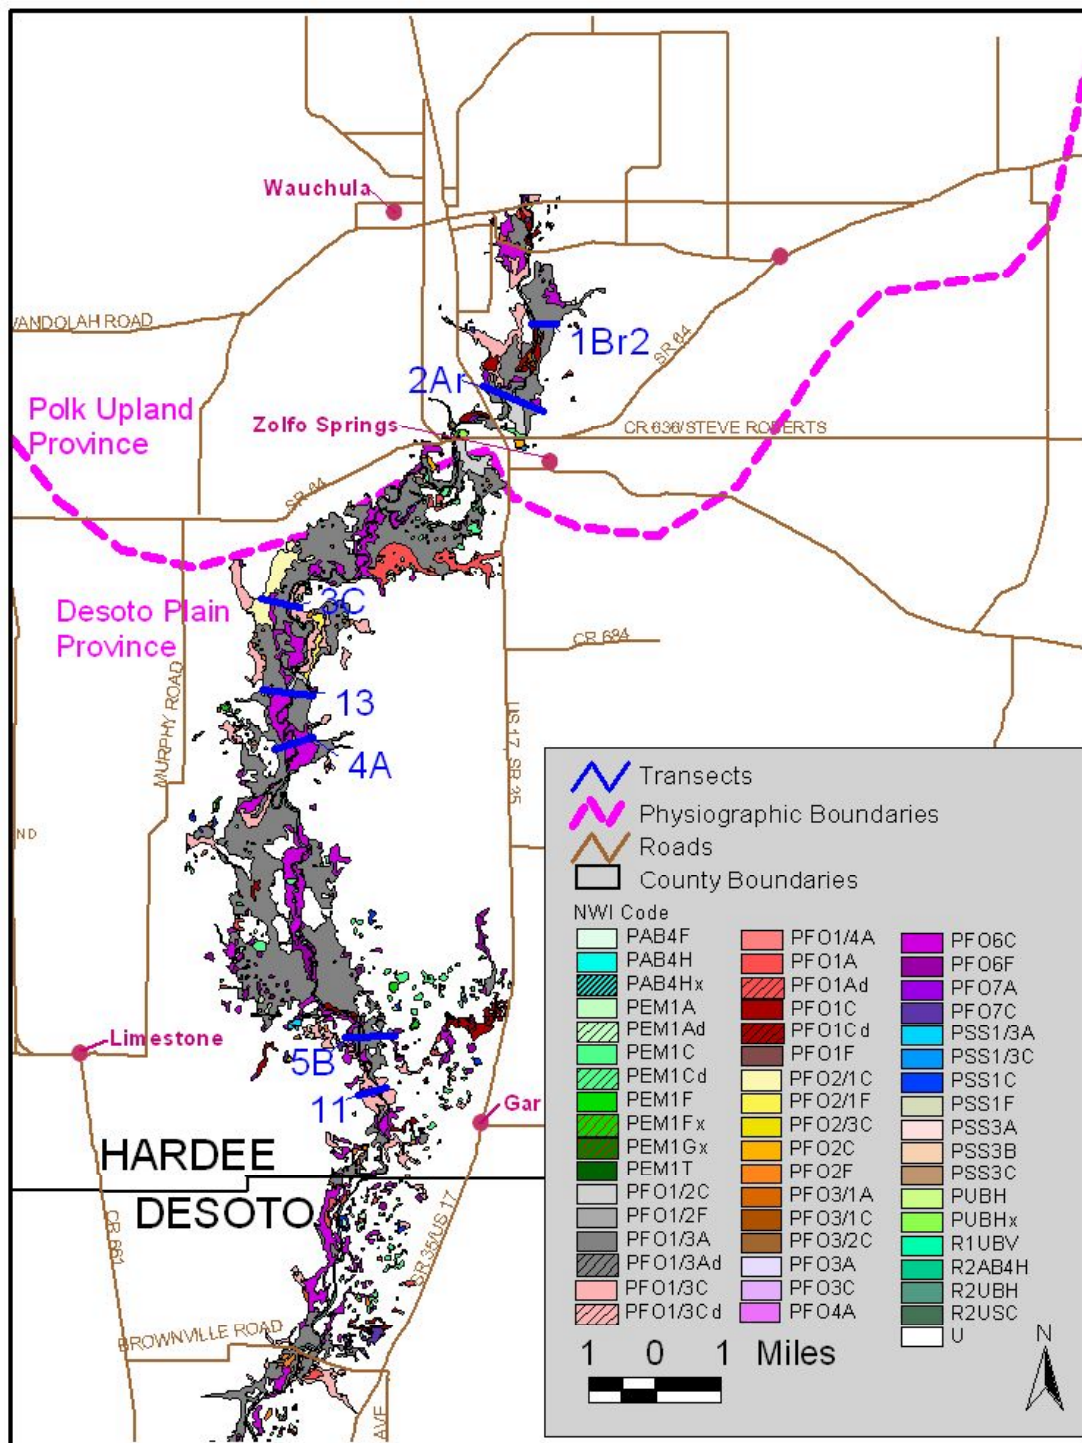 Wauchula
VANDOLAH ROAD
1Br2
SR 64
2Ar
Polk Upland
Province
Zolfo Springs
CR 636/STEVE ROBERTS
SR 64
3C
Desoto Plain
Province
CR 684
MURPHY ROAD
13
US 17, SR 35
4A
ND
Limestone
5B
11
Gar
HARDEE
DESOTO
CR 661
SR 35/US 17
BROWNVILLE ROAD
AVE
Transects
Physiographic Boundaries
Roads
County Boundaries
NWI Code
PAB4F
PAB4H
PAB4Hx
PEM1A
PEM1Ad
PEM1C
PEM1Cd
PEM1F
PEM1Fx
PEM1Gx
PEM1T
PFO1/2C
PFO1/2F
PFO1/3A
PFO1/3Ad
PFO1/3C
PFO1/3Cd
PFO1/4A
PFO1A
PFO1Ad
PFO1C
PFO1Cd
PFO1F
PFO2/1C
PFO2/1F
PFO2/3C
PFO2C
PFO2F
PFO3/1A
PFO3/1C
PFO3/2C
PFO3A
PFO3C
PFO4A
PFO6C
PFO6F
PFO7A
PFO7C
PSS1/3A
PSS1/3C
PSS1C
PSS1F
PSS3A
PSS3B
PSS3C
PUBH
PUBHx
R1UBV
R2AB4H
R2UBH
R2USC
U
1 0 1 Miles
N